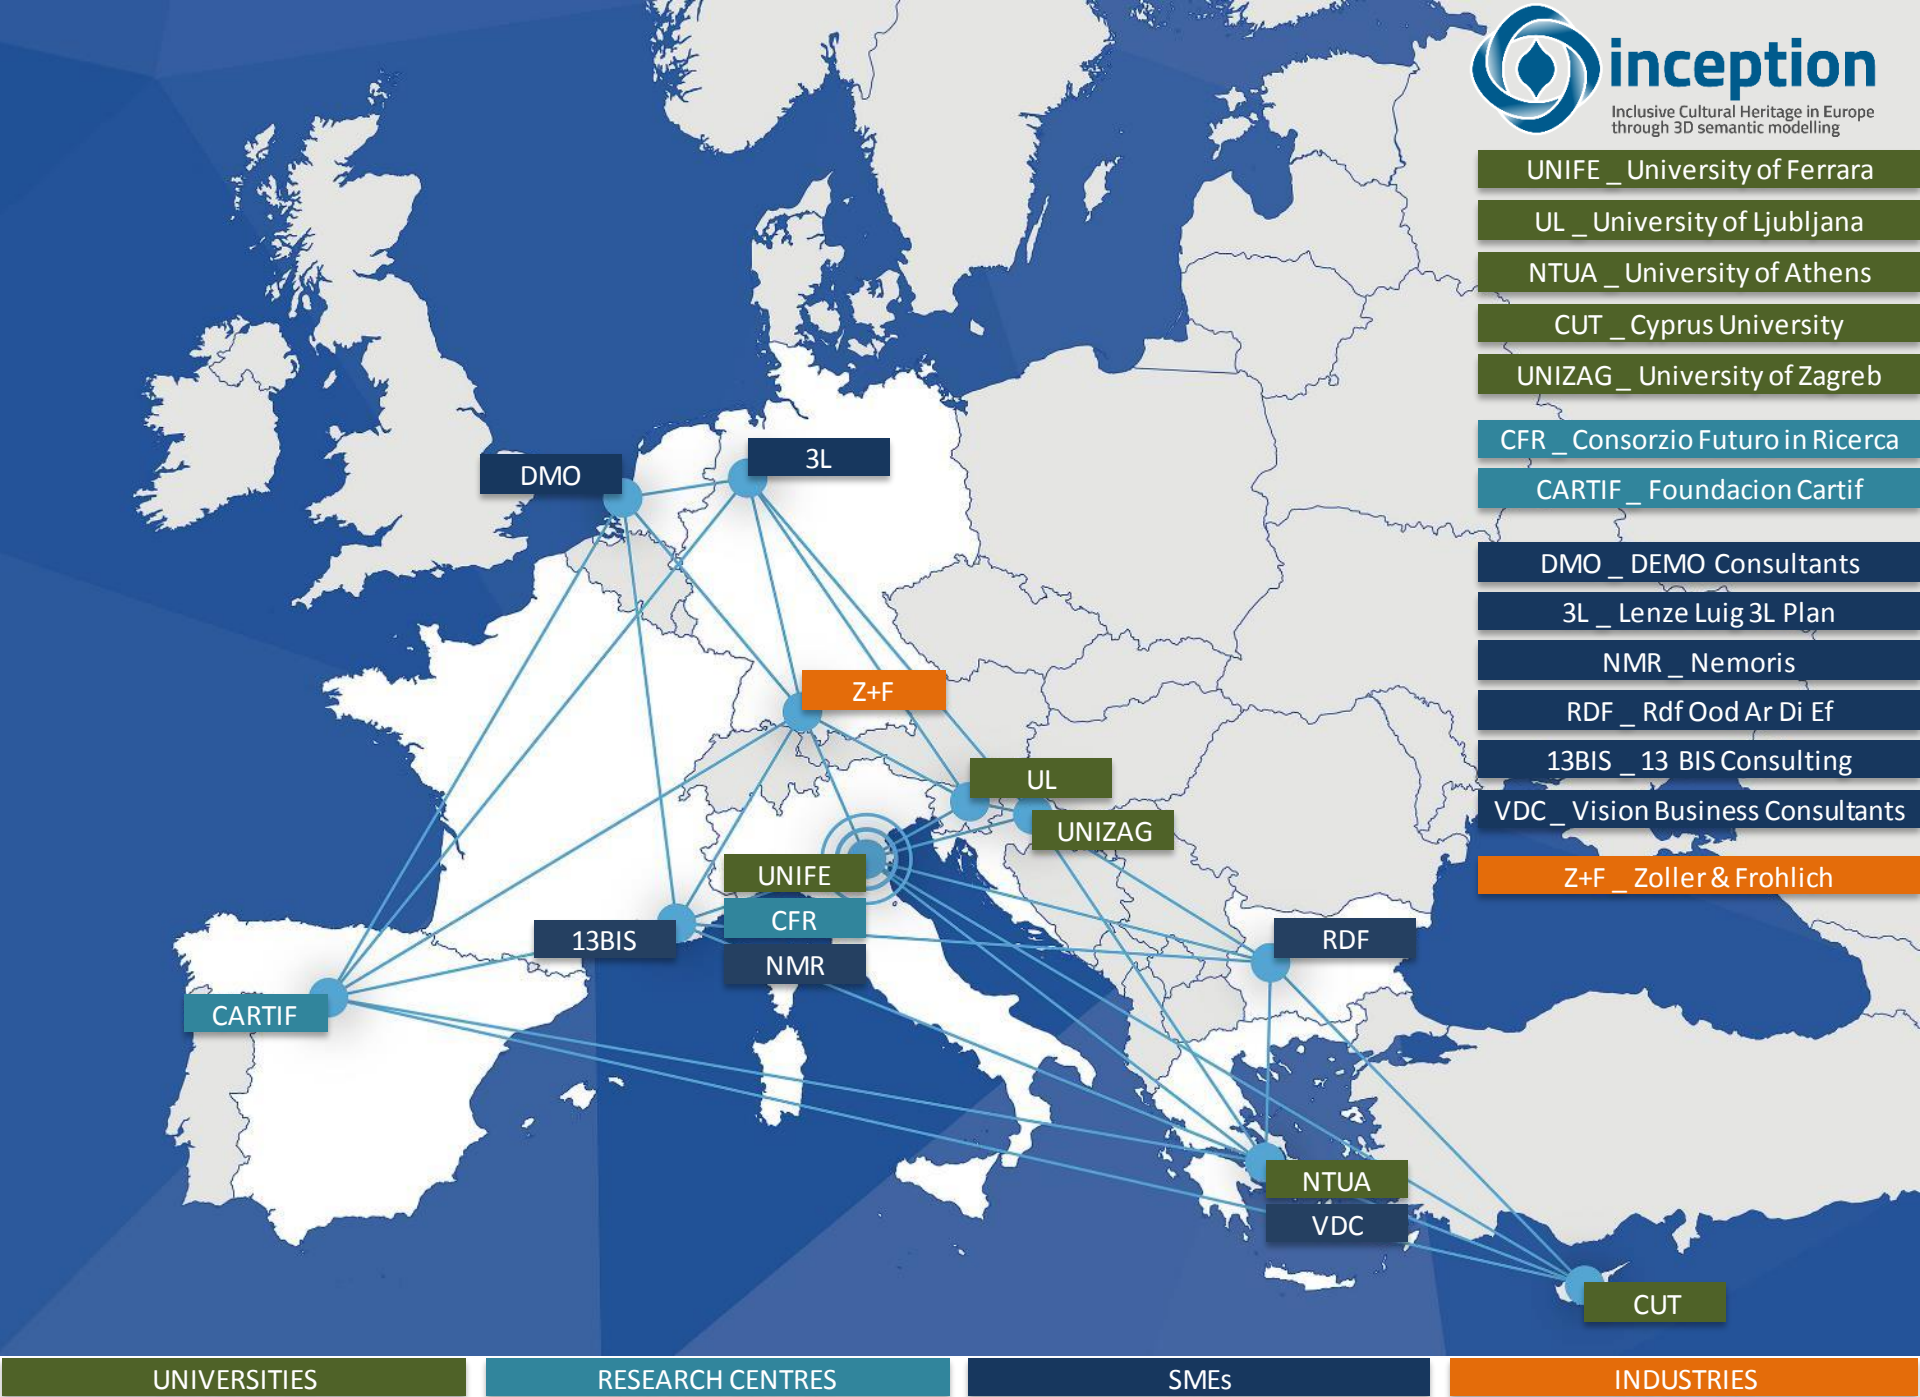 inception
Inclusive Cultural Heritage in Europe
through 3D semantic modelling
UNIFE _ University of Ferrara
UL _ University of Ljubljana
NTUA _ University of Athens
CUT _ Cyprus University
UNIZAG _ University of Zagreb
CFR _ Consorzio Futuro in Ricerca
CARTIF _ Foundacion Cartif
DMO _ DEMO Consultants
3L _ Lenze Luig 3L Plan
NMR _ Nemoris
RDF _ Rdf Ood Ar Di Ef
13BIS _ 13 BIS Consulting
VDC _ Vision Business Consultants
Z+F _ Zoller & Frohlich
3L
DMO
Z+F
UL
UNIZAG
UNIFE
CFR
NMR
13BIS
RDF
CARTIF
NTUA
VDC
CUT
UNIVERSITIES
RESEARCH CENTRES
SMEs
INDUSTRIES